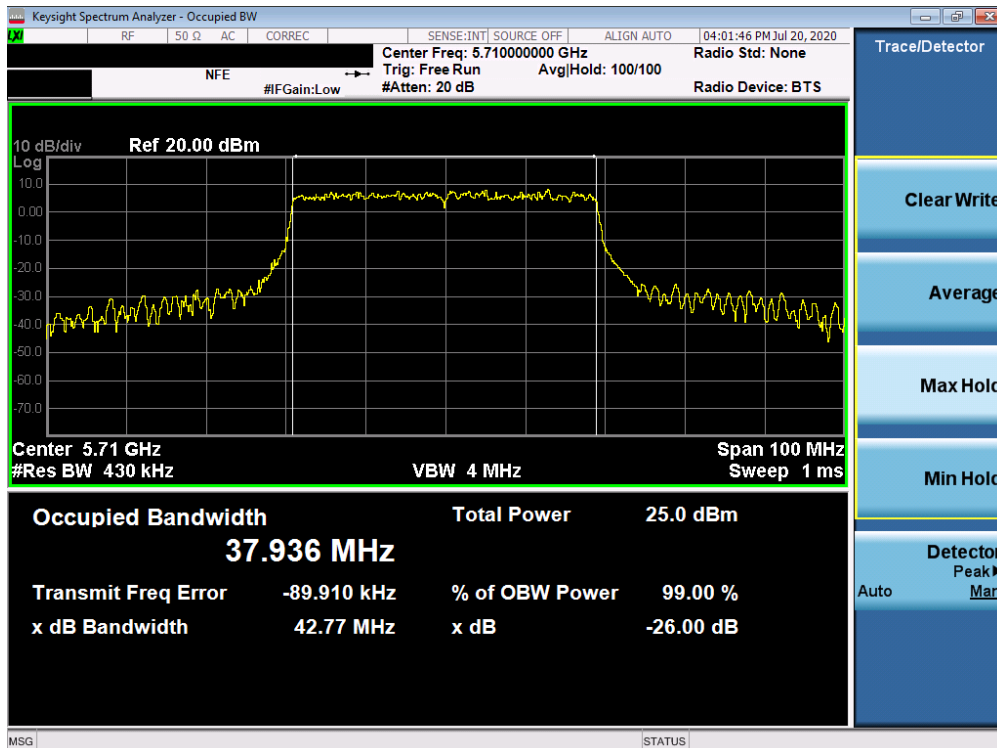 Keysight Spectrum Analyzer - Occupied BW
LXI RF 50 Ω AC CORREC SENSE:INT SOURCE OFF ALIGN AUTO 04:01:46 PM Jul 20, 2020
Center Freq: 5.710000000 GHz Radio Std: None
NFE Trig: Free Run Avg|Hold: 100/100
#IFGain:Low #Atten: 20 dB Radio Device: BTS
10 dB/div Ref 20.00 dBm
Log
10.0
0.00
-10.0
-20.0
-30.0
-40.0
-50.0
-60.0
-70.0
Center 5.71 GHz Span 100 MHz
#Res BW 430 kHz VBW 4 MHz Sweep 1 ms
Occupied Bandwidth Total Power 25.0 dBm
37.936 MHz
Transmit Freq Error -89.910 kHz % of OBW Power 99.00 %
x dB Bandwidth 42.77 MHz x dB -26.00 dB
MSG STATUS
Trace/Detector
Clear Write
Average
Max Hold
Min Hold
Detector
Peak
Auto Man